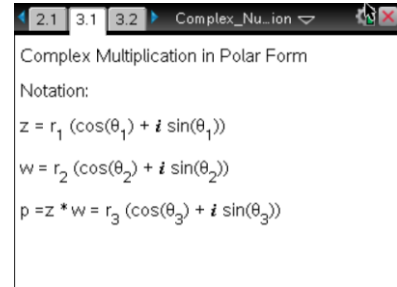 2.1 3.1 3.2 Complex_Nu...ion
Complex Multiplication in Polar Form
Notation:
z = r₁ (cos(θ₁) + i sin(θ₁))
w = r₂ (cos(θ₂) + i sin(θ₂))
p =z * w = r₃ (cos(θ₃) + i sin(θ₃))